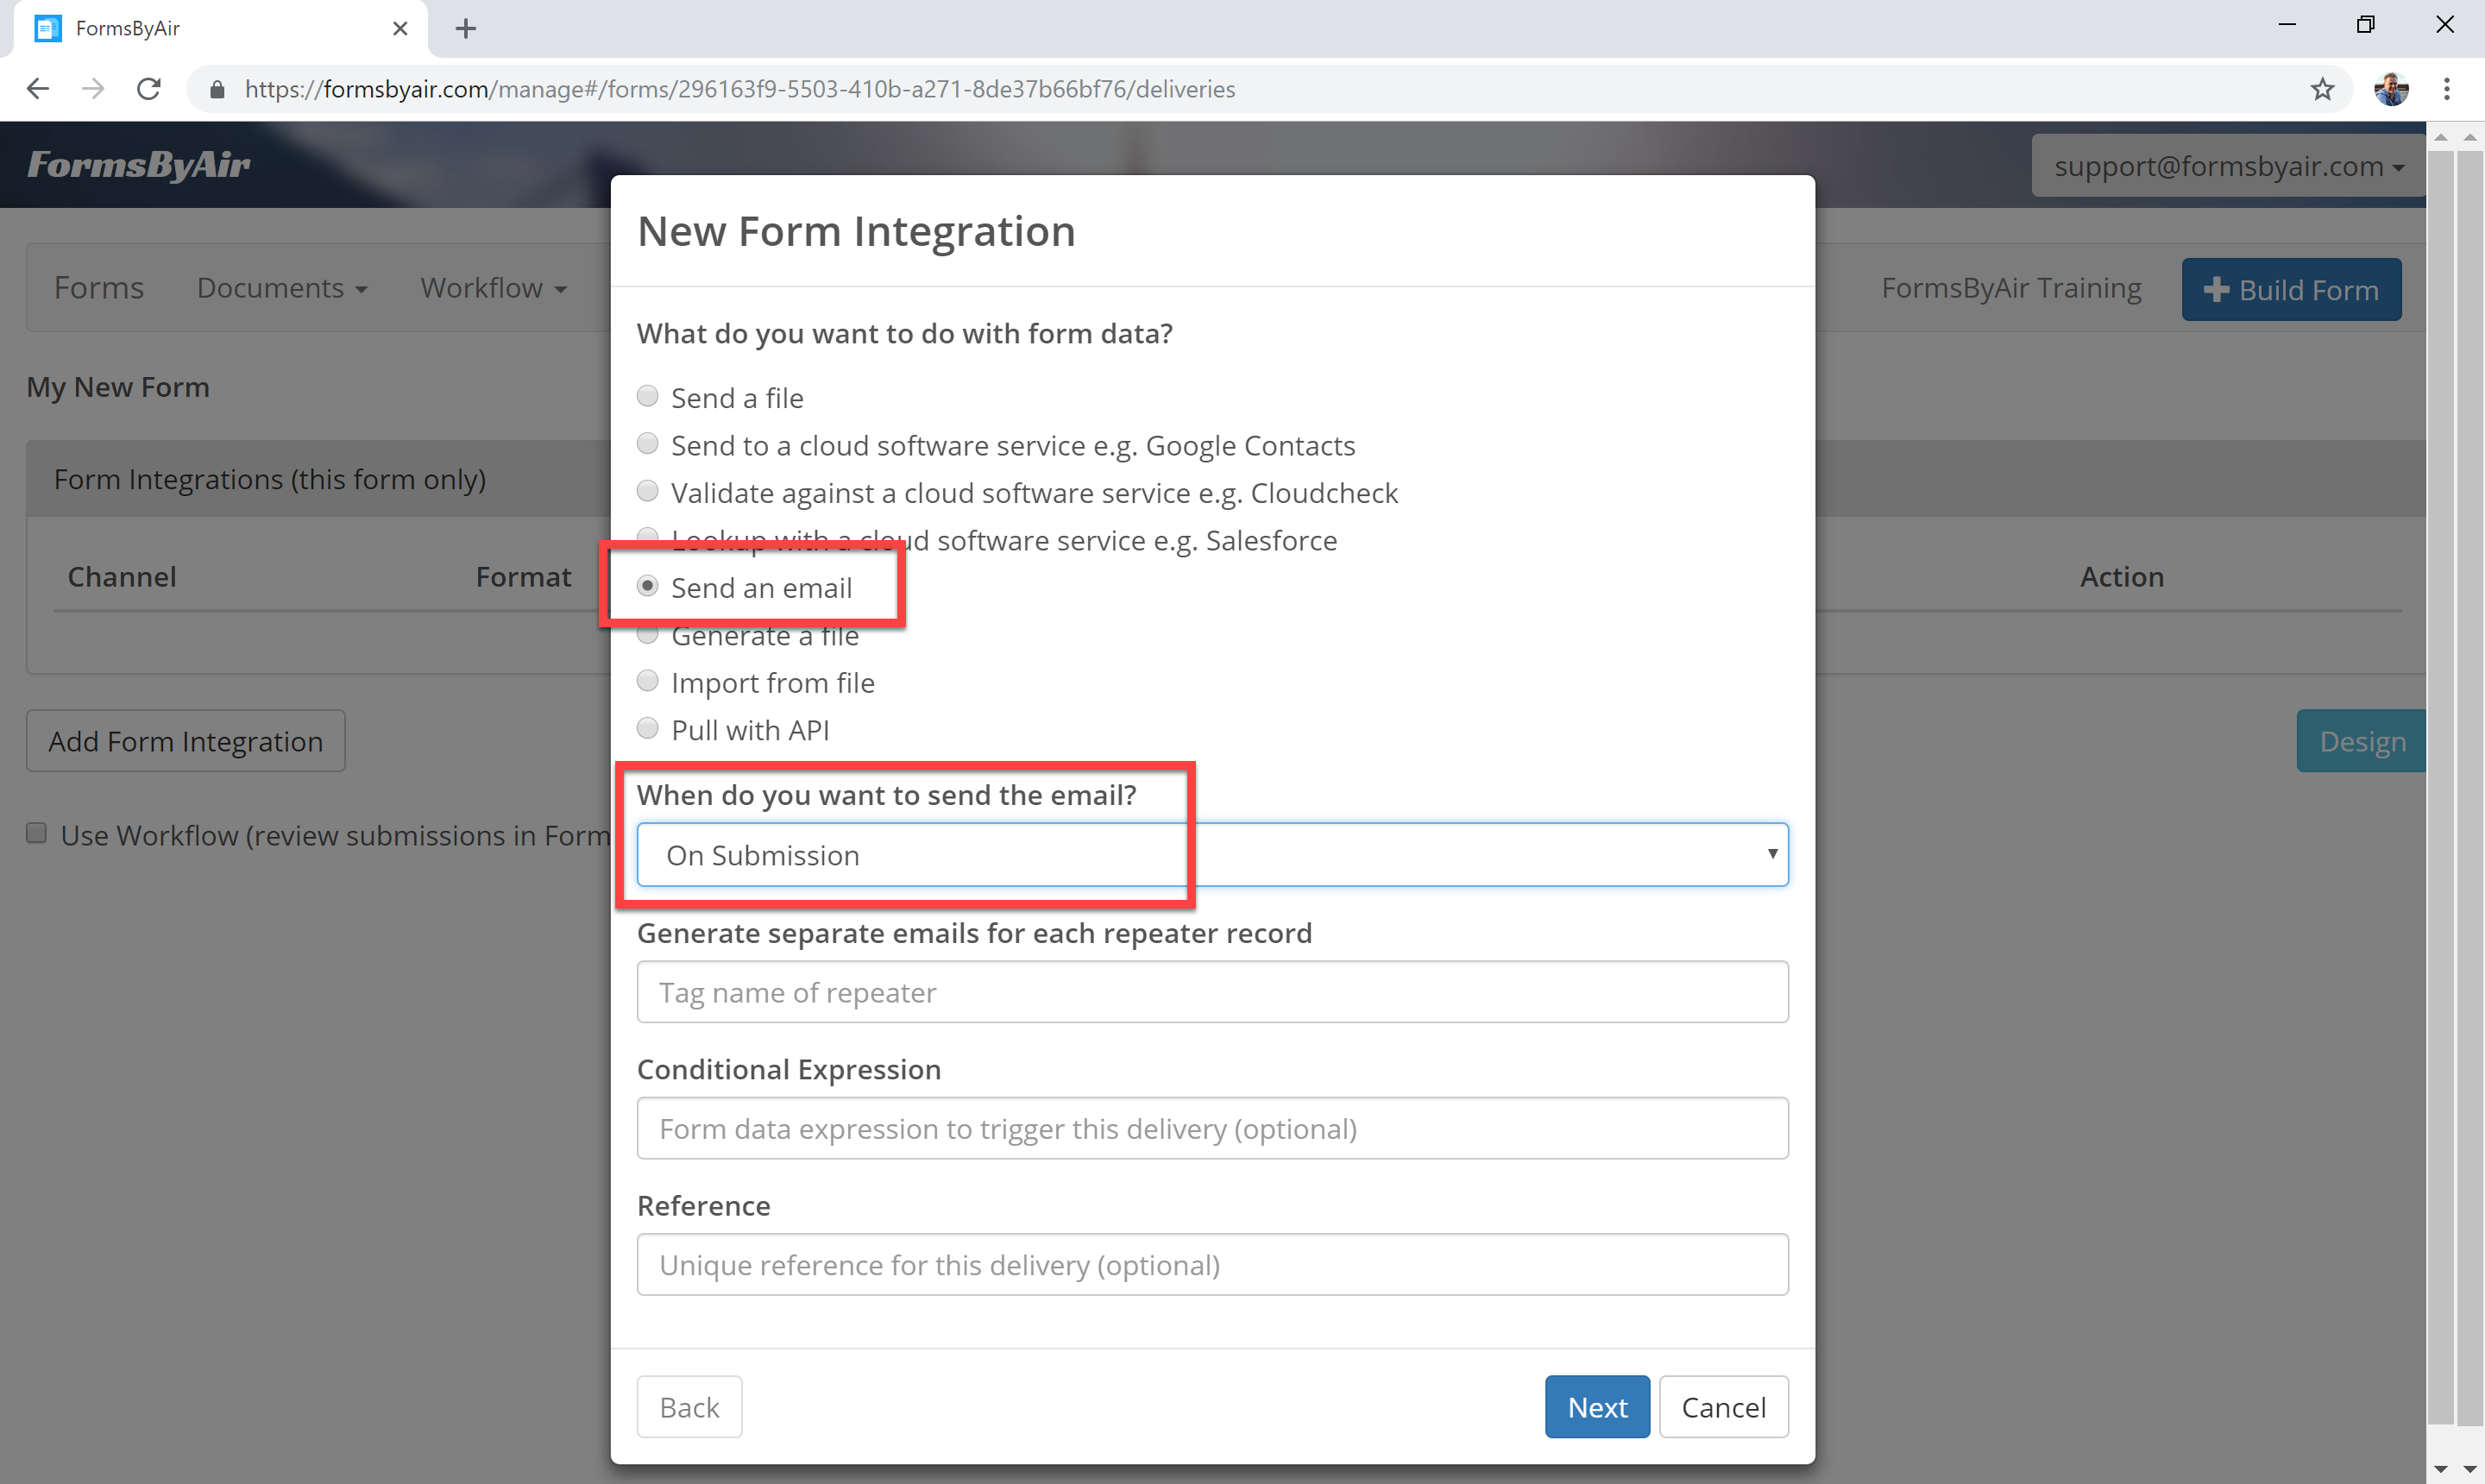 FormsByAir
https://formsbyair.com/manage#/forms/296163f9-5503-410b-a271-8de37b66bf76/deliveries
FormsByAir
support@formsbyair.com
Forms Documents Workflow
FormsByAir Training
Build Form
My New Form
Form Integrations (this form only)
Channel Format Action
Add Form Integration
Design
Use Workflow (review submissions in Form
New Form Integration
What do you want to do with form data?
Send a file
Send to a cloud software service e.g. Google Contacts
Validate against a cloud software service e.g. Cloudcheck
Lookup with a cloud software service e.g. Salesforce
Send an email
Generate a file
Import from file
Pull with API
When do you want to send the email?
On Submission
Generate separate emails for each repeater record
Tag name of repeater
Conditional Expression
Form data expression to trigger this delivery (optional)
Reference
Unique reference for this delivery (optional)
Back
Next
Cancel